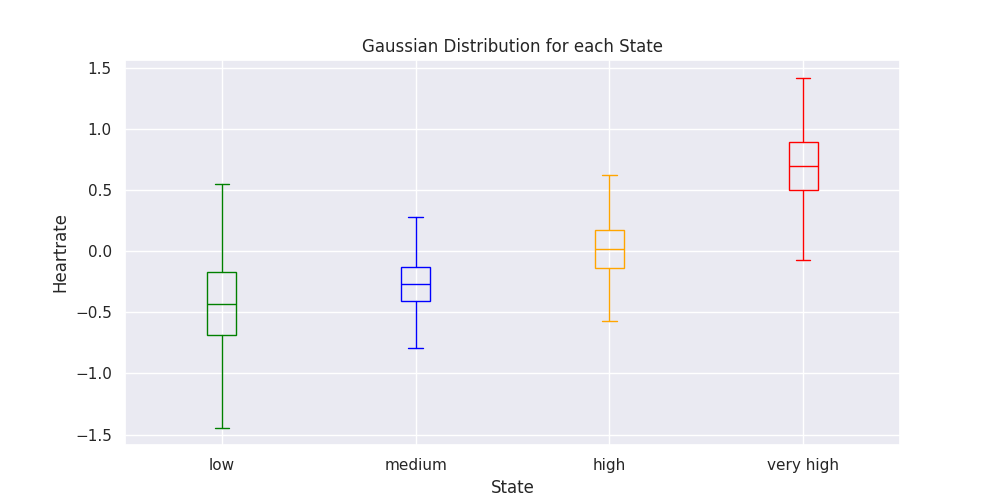 Gaussian Distribution for each State
1.5
1.0
0.5
0.0
−0.5
−1.0
−1.5
Heartrate
low medium high very high
State